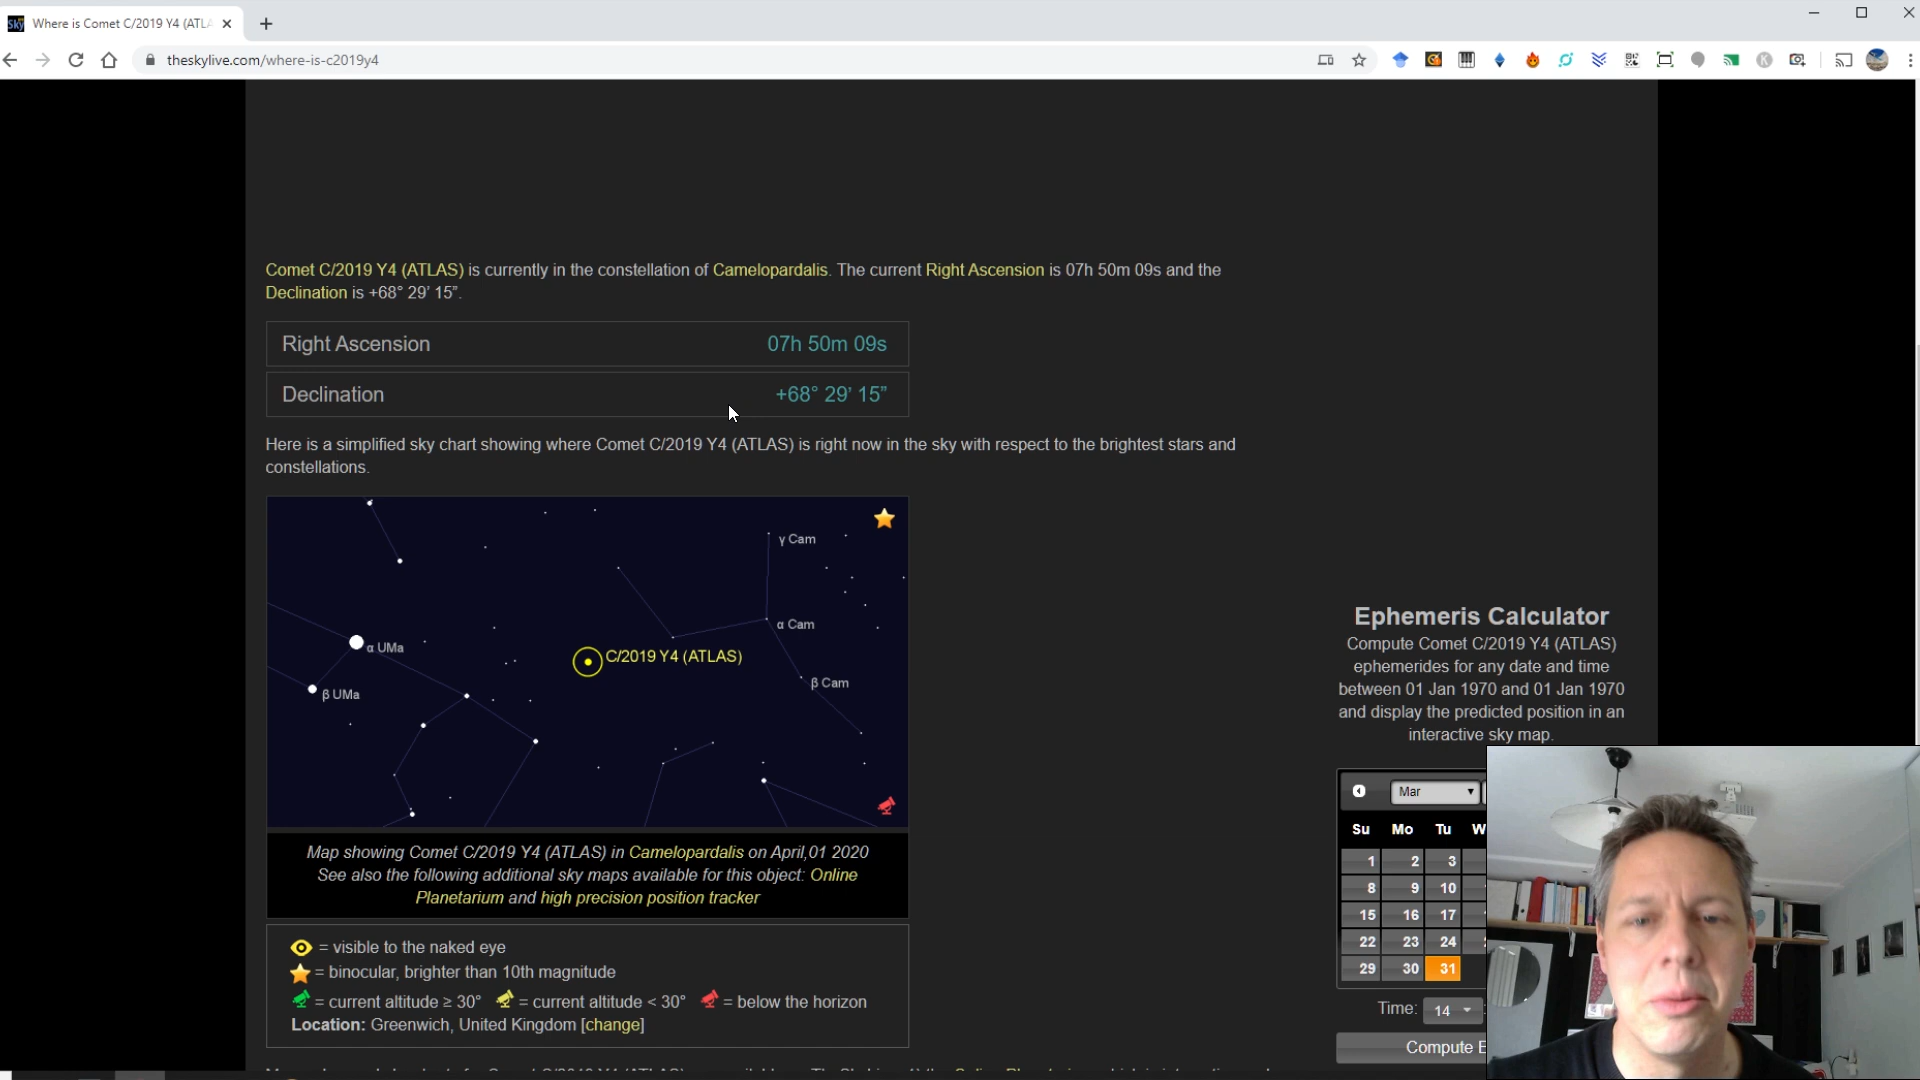 Sky Where is Comet C/2019 Y4 (ATLA
theskylive.com/where-is-c2019y4
Comet C/2019 Y4 (ATLAS) is currently in the constellation of Camelopardalis. The current Right Ascension is 07h 50m 09s and the
Declination is +68° 29' 15".
Right Ascension 07h 50m 09s
Declination +68° 29' 15"
Here is a simplified sky chart showing where Comet C/2019 Y4 (ATLAS) is right now in the sky with respect to the brightest stars and
constellations.
γ Cam
α Cam
α UMa
C/2019 Y4 (ATLAS)
β Cam
β UMa
Map showing Comet C/2019 Y4 (ATLAS) in Camelopardalis on April,01 2020
See also the following additional sky maps available for this object: Online
Planetarium and high precision position tracker
= visible to the naked eye
= binocular, brighter than 10th magnitude
= current altitude ≥ 30° = current altitude < 30° = below the horizon
Location: Greenwich, United Kingdom [change]
Ephemeris Calculator
Compute Comet C/2019 Y4 (ATLAS)
ephemerides for any date and time
between 01 Jan 1970 and 01 Jan 1970
and display the predicted position in an
interactive sky map.
Mar
Su Mo Tu W
1 2 3
8 9 10
15 16 17
22 23 24
29 30 31
Time: 14 :
Compute E